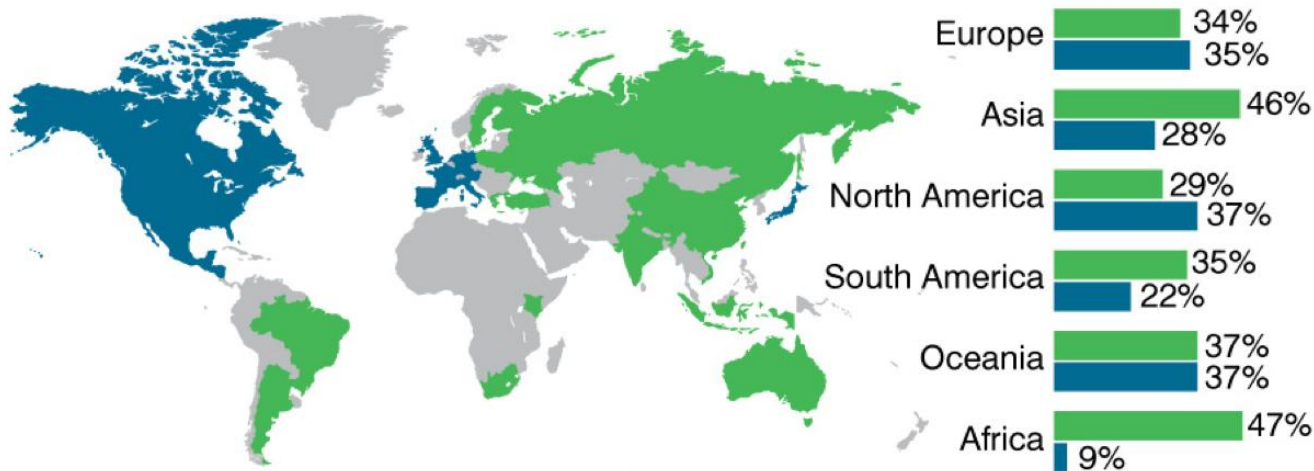 Europe 34%
35%
Asia 46%
28%
North America 29%
37%
South America 35%
22%
Oceania 37%
37%
Africa 47%
9%